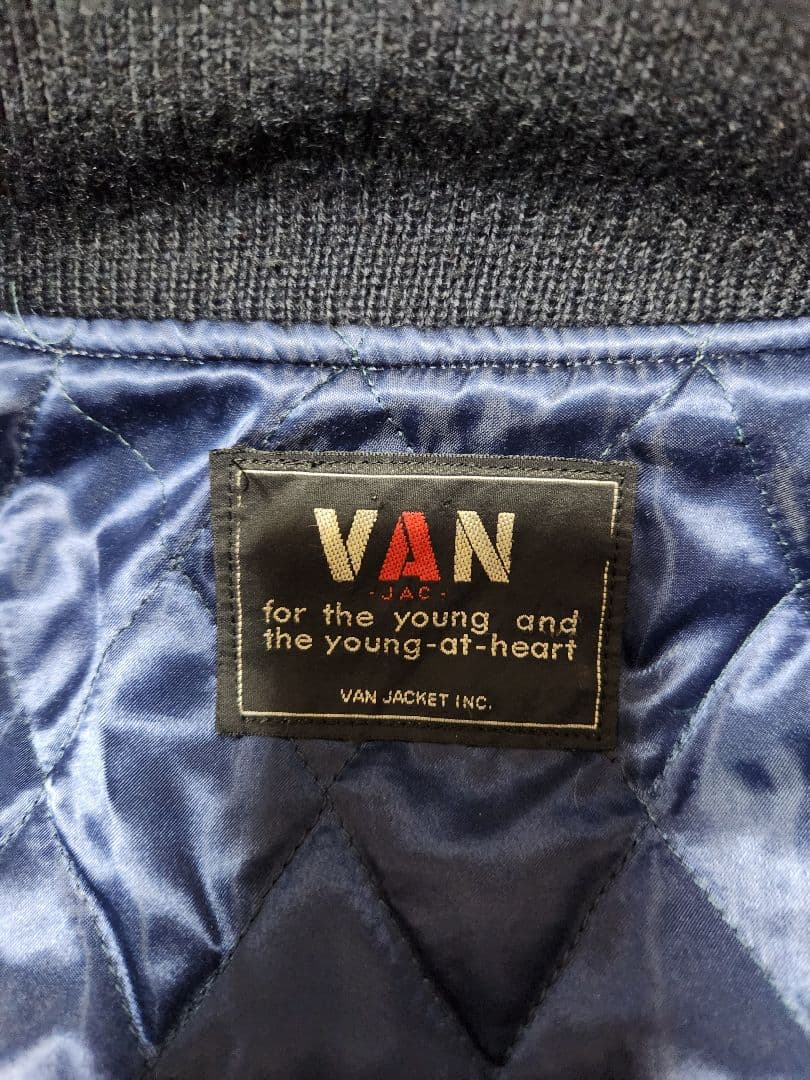 VAN
-JAC-
for the young and
the young-at-heart
VAN JACKET INC.